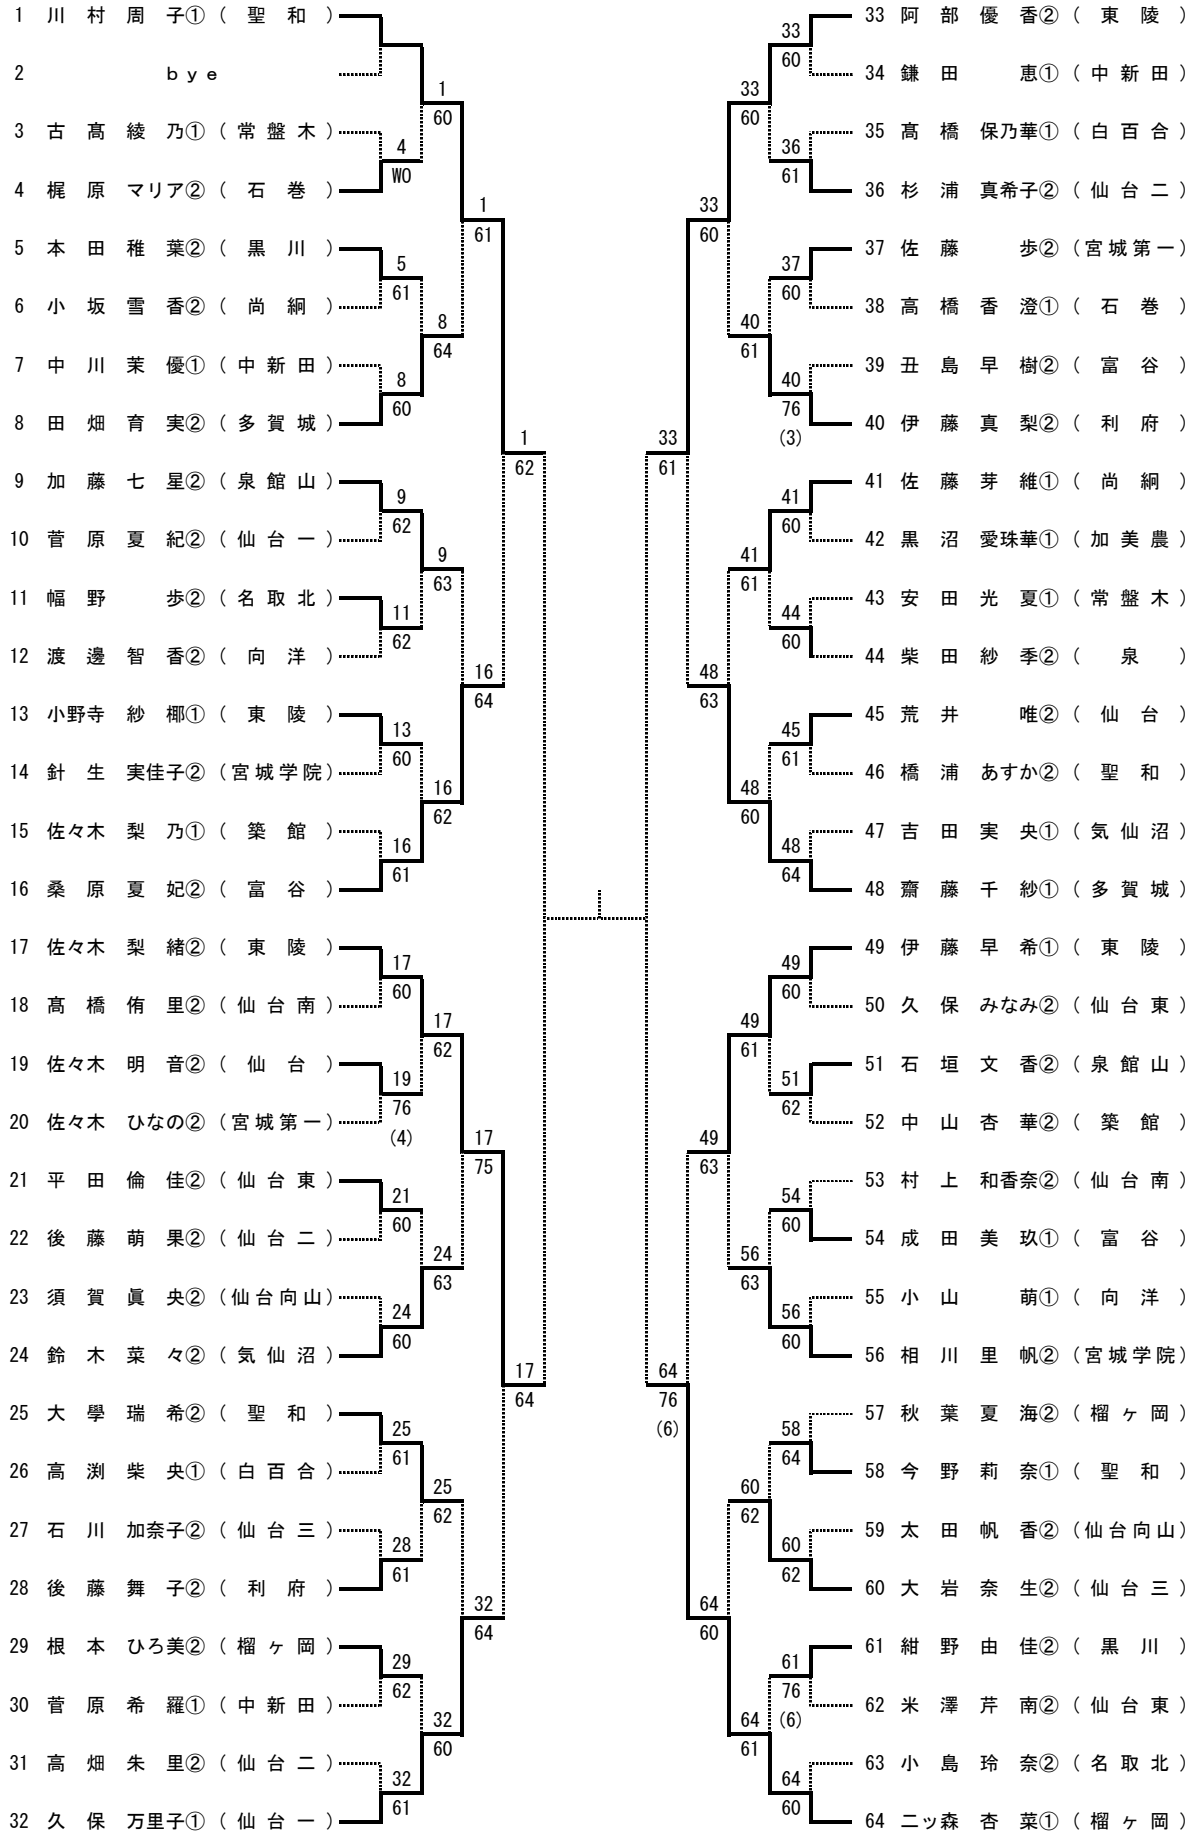 1 川村周子① (聖和)
2 bye
1
60
3 古髙綾乃① (常盤木)
4
WO
4 梶原マリア② (石巻)
1
61
5 本田稚葉② (黒川)
5
61
6 小坂雪香② (尚絅)
8
64
7 中川茉優① (中新田)
8
60
8 田畑育実② (多賀城)
1
62
9 加藤七星② (泉館山)
9
62
10 菅原夏紀② (仙台一)
9
63
11 幅野歩② (名取北)
11
62
12 渡邊智香② (向洋)
16
64
13 小野寺紗椰① (東陵)
13
60
14 針生実佳子② (宮城学院)
16
62
15 佐々木梨乃① (築館)
16
61
16 桑原夏妃② (富谷)
17 佐々木梨緒② (東陵)
17
60
18 髙橋侑里② (仙台南)
17
62
19 佐々木明音② (仙台)
19
76
(4)
20 佐々木ひなの② (宮城第一)
17
75
21 平田倫佳② (仙台東)
21
60
22 後藤萌果② (仙台二)
24
63
23 須賀眞央② (仙台向山)
24
60
24 鈴木菜々② (気仙沼)
17
64
25 大學瑞希② (聖和)
25
61
26 高渕柴央① (白百合)
25
62
27 石川加奈子② (仙台三)
28
61
28 後藤舞子② (利府)
32
64
29 根本ひろ美② (榴ヶ岡)
29
62
30 菅原希羅① (中新田)
32
60
31 高畑朱里② (仙台二)
32
61
32 久保万里子① (仙台一)
33 阿部優香② (東陵)
33
60
34 鎌田恵① (中新田)
33
60
35 髙橋保乃華① (白百合)
36
61
36 杉浦真希子② (仙台二)
33
60
37 佐藤歩② (宮城第一)
37
60
38 高橋香澄① (石巻)
40
61
39 丑島早樹② (富谷)
40
76
(3)
40 伊藤真梨② (利府)
33
61
41 佐藤芽維① (尚絅)
41
60
42 黒沼愛珠華① (加美農)
41
61
43 安田光夏① (常盤木)
44
60
44 柴田紗季② (泉)
48
63
45 荒井唯② (仙台)
45
61
46 橋浦あすか② (聖和)
48
60
47 吉田実央① (気仙沼)
48
64
48 齋藤千紗① (多賀城)
49 伊藤早希① (東陵)
49
60
50 久保みなみ② (仙台東)
49
61
51 石垣文香② (泉館山)
51
62
52 中山杏華② (築館)
49
63
53 村上和香奈② (仙台南)
54
60
54 成田美玖① (富谷)
56
63
55 小山萌① (向洋)
56
60
56 相川里帆② (宮城学院)
64
76
(6)
57 秋葉夏海② (榴ヶ岡)
58
64
58 今野莉奈① (聖和)
60
62
59 太田帆香② (仙台向山)
60
62
60 大岩奈生② (仙台三)
64
60
61 紺野由佳② (黒川)
61
76
(6)
62 米澤芹南② (仙台東)
64
61
63 小島玲奈② (名取北)
64
60
64 二ッ森杏菜① (榴ヶ岡)